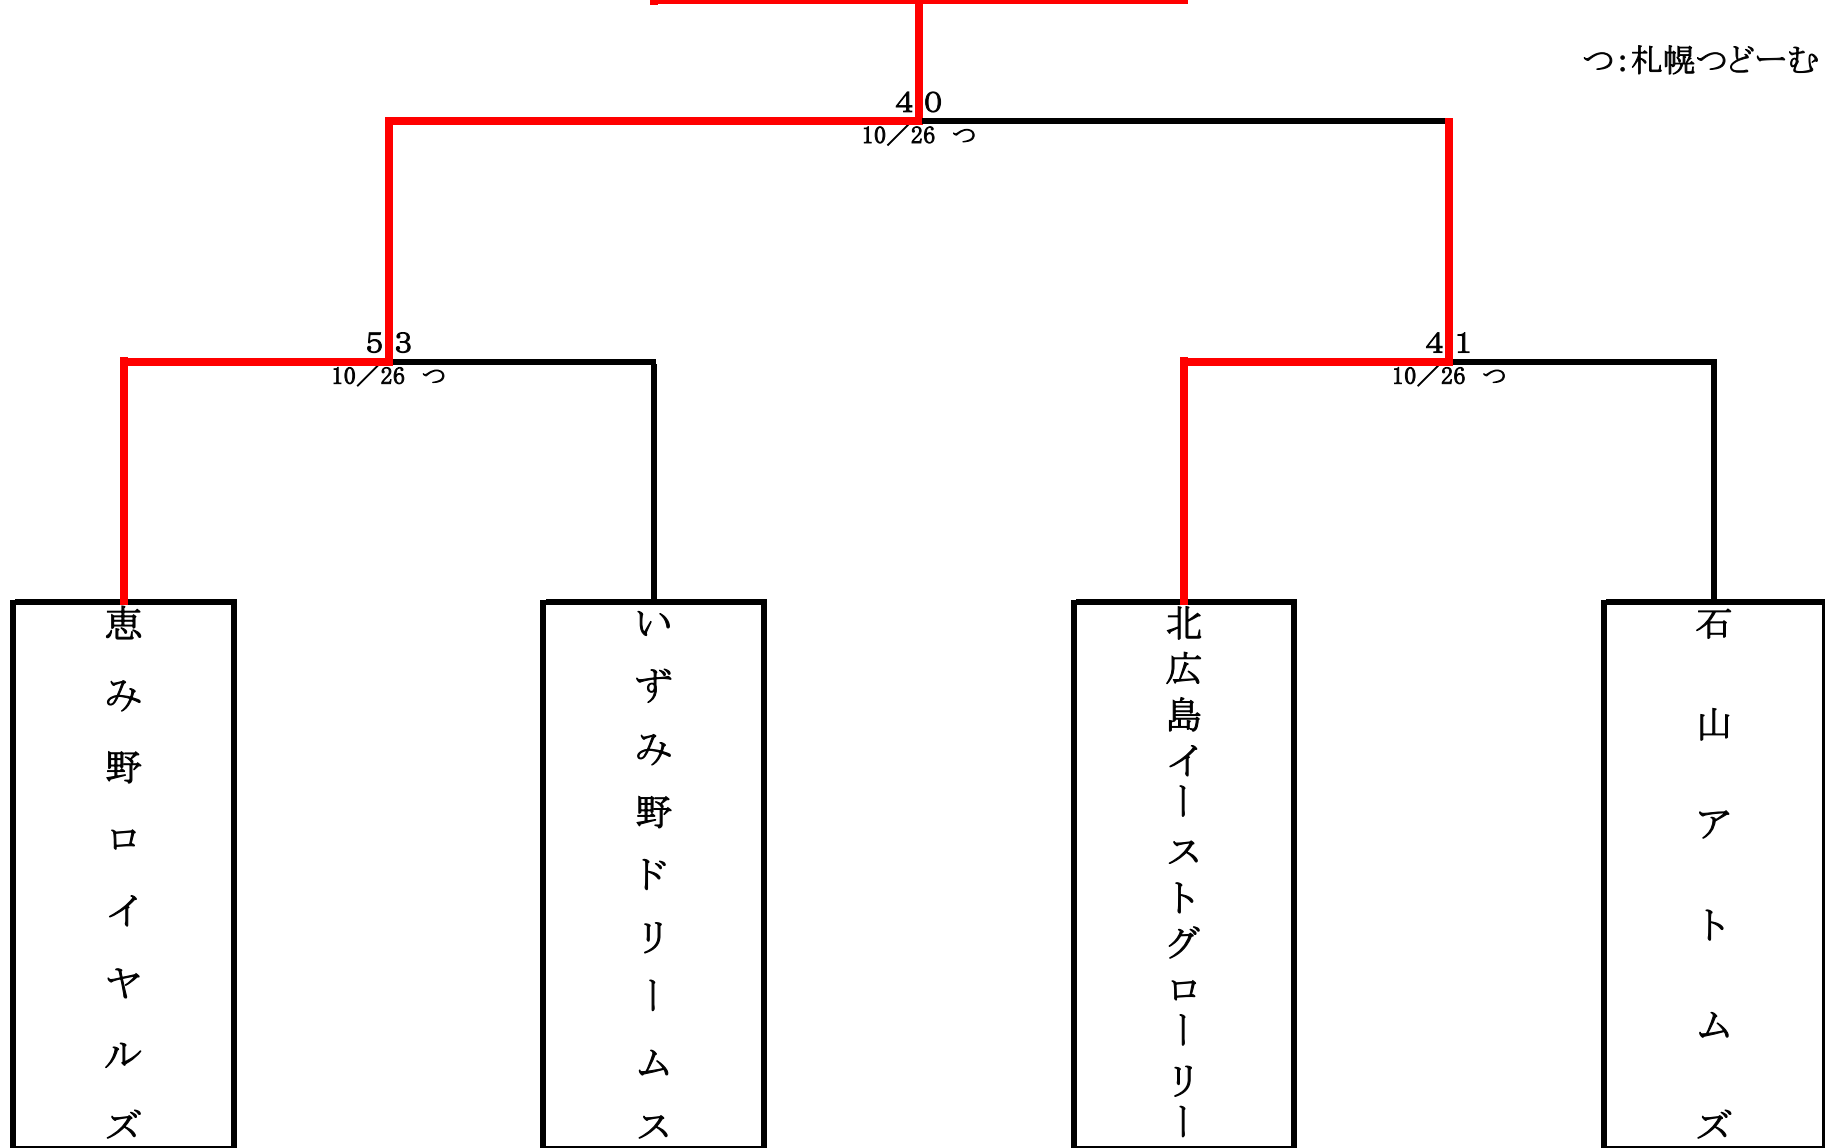 つ：札幌つどーむ
4 0
10／26 つ
5 3
10／26 つ
4 1
10／26 つ
恵み野ロイヤルズ
いずみ野ドリームス
北広島イーストグローリー
石山アトムズ